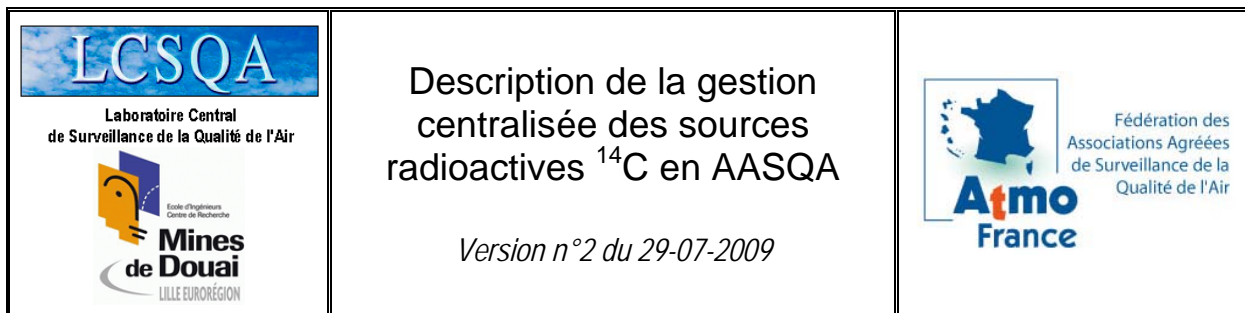 LCSQA
Laboratoire Central
de Surveillance de la Qualité de l'Air
Ecole d'Ingénieurs
Centre de Recherche
Mines
de Douai
LILLE EURORÉGION
Description de la gestion
centralisée des sources
radioactives ¹⁴C en AASQA
Version n°2 du 29-07-2009
Atmo
France
Fédération des
Associations Agréées
de Surveillance de la
Qualité de l'Air